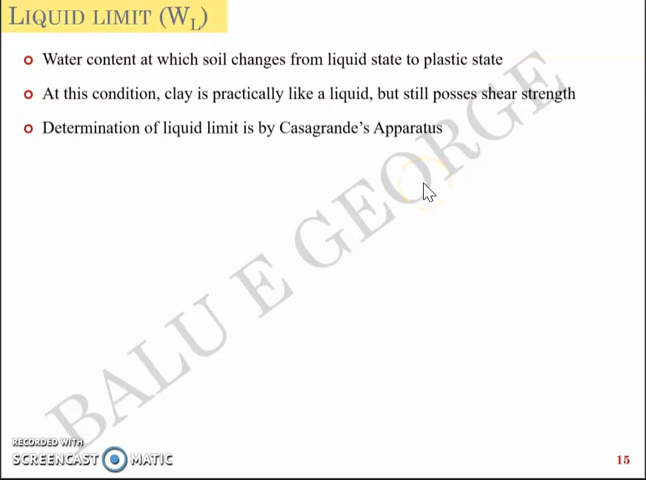 LIQUID LIMIT (WL)
Water content at which soil changes from liquid state to plastic state
At this condition, clay is practically like a liquid, but still posses shear strength
Determination of liquid limit is by Casagrande's Apparatus
BALU E GEORGE
RECORDED WITH
SCREENCAST MATIC
15